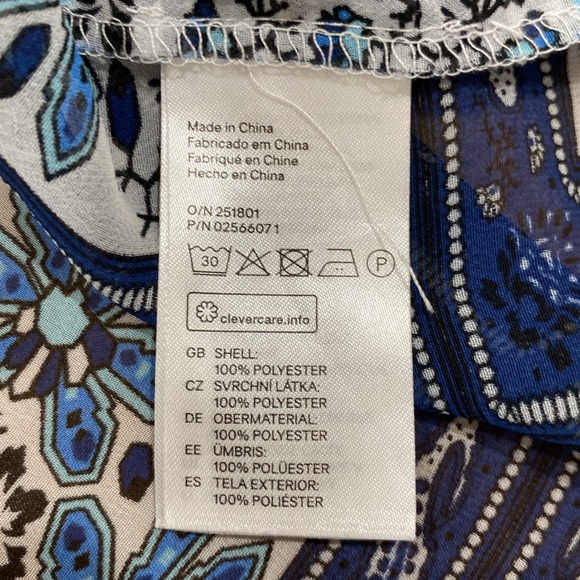 Made in China
Fabricado em China
Fabriqué en Chine
Hecho en China
O/N 251801
P/N 02566071
30 P
clevercare.info
GB SHELL:
100% POLYESTER
CZ SVRCHNÍ LÁTKA:
100% POLYESTER
DE OBERMATERIAL:
100% POLYESTER
EE ÜMBRIS:
100% POLÜESTER
ES TELA EXTERIOR:
100% POLIÉSTER